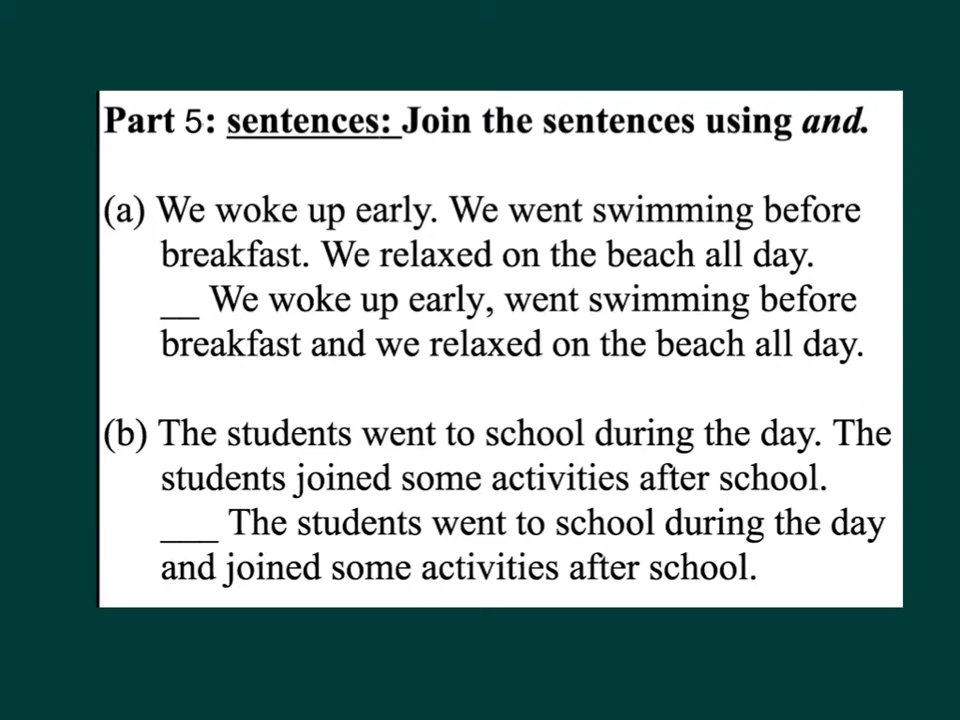 Part 5: sentences: Join the sentences using and.
(a) We woke up early. We went swimming before
breakfast. We relaxed on the beach all day.
__ We woke up early, went swimming before
breakfast and we relaxed on the beach all day.
(b) The students went to school during the day. The
students joined some activities after school.
___ The students went to school during the day
and joined some activities after school.